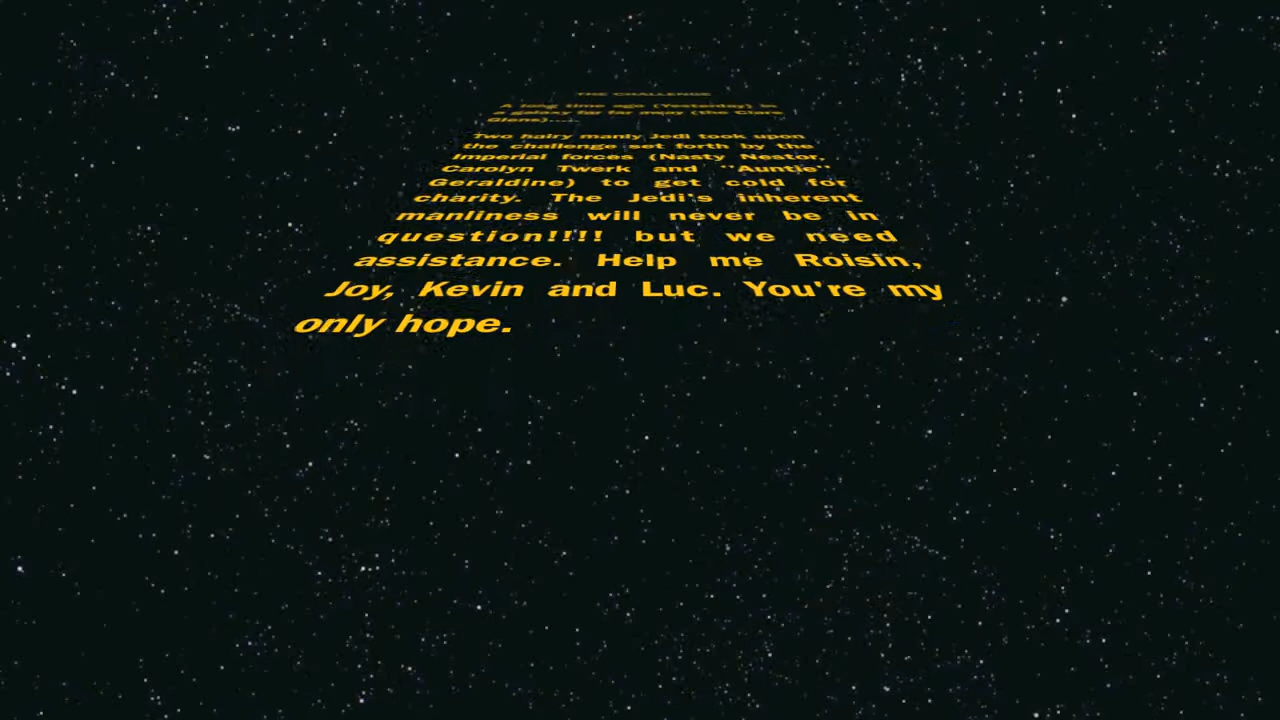 THE CHALLENGE
A long time ago (Yesterday) in
a galaxy far far away (the Clare
Glens).....
Two hairy manly Jedi took upon
the challenge set forth by the
Imperial forces (Nasty Nestor,
Carolyn Twerk and "Auntie"
Geraldine) to get cold for
charity. The Jedi's inherent
manliness will never be in
question!!!! but we need
assistance. Help me Roisin,
Joy, Kevin and Luc. You're my
only hope.